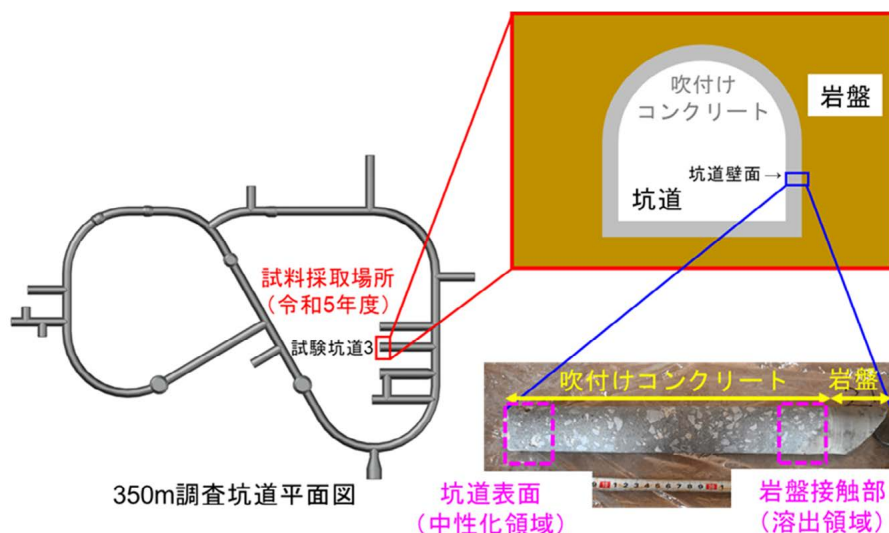 吹付け
コンクリート
岩盤
坑道壁面→
坑道
試料採取場所
（令和5年度）
試験坑道3
吹付けコンクリート
岩盤
350m調査坑道平面図
坑道表面
（中性化領域）
岩盤接触部
（溶出領域）